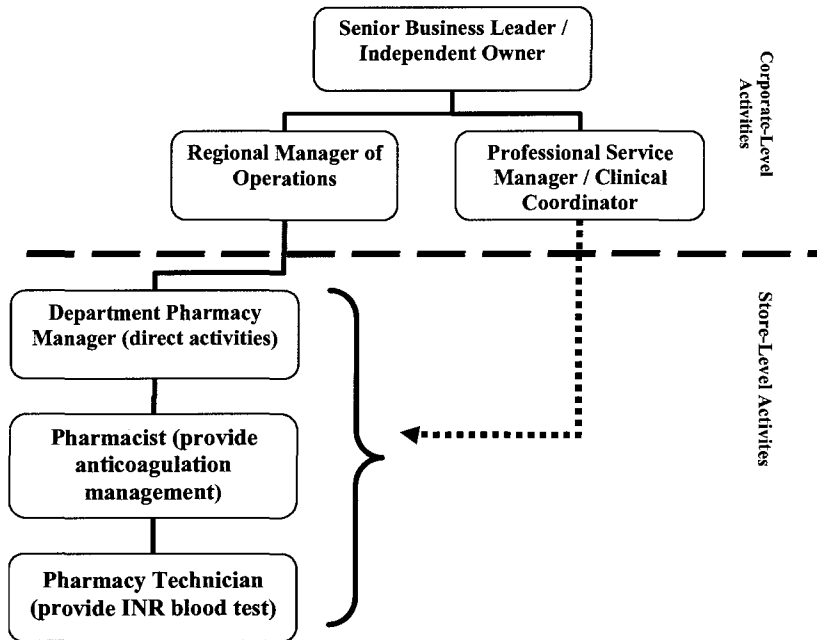 Senior Business Leader /
Independent Owner
Corporate-Level
Activities
Regional Manager of
Operations
Professional Service
Manager / Clinical
Coordinator
Department Pharmacy
Manager (direct activities)
Store-Level Activites
Pharmacist (provide
anticoagulation
management)
Pharmacy Technician
(provide INR blood test)